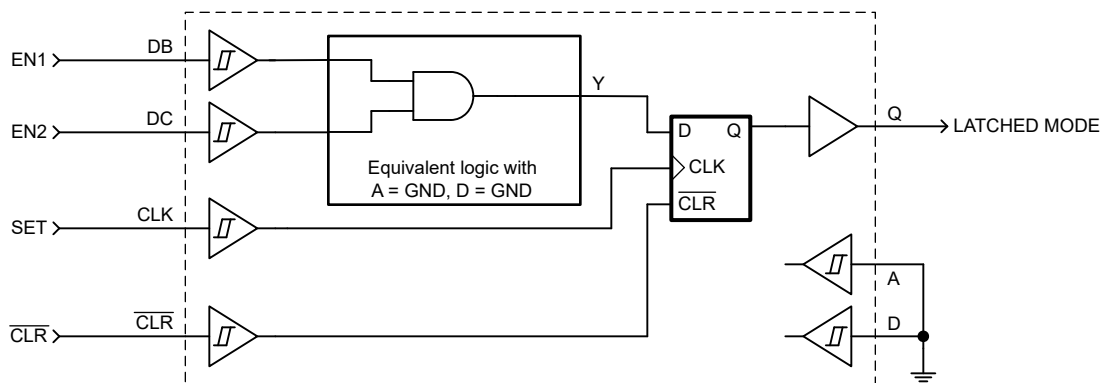 EN1
DB
EN2
DC
Y
Equivalent logic with
A = GND, D = GND
SET
CLK
CLR
CLR
D
Q
CLK
CLR
Q
LATCHED MODE
A
D